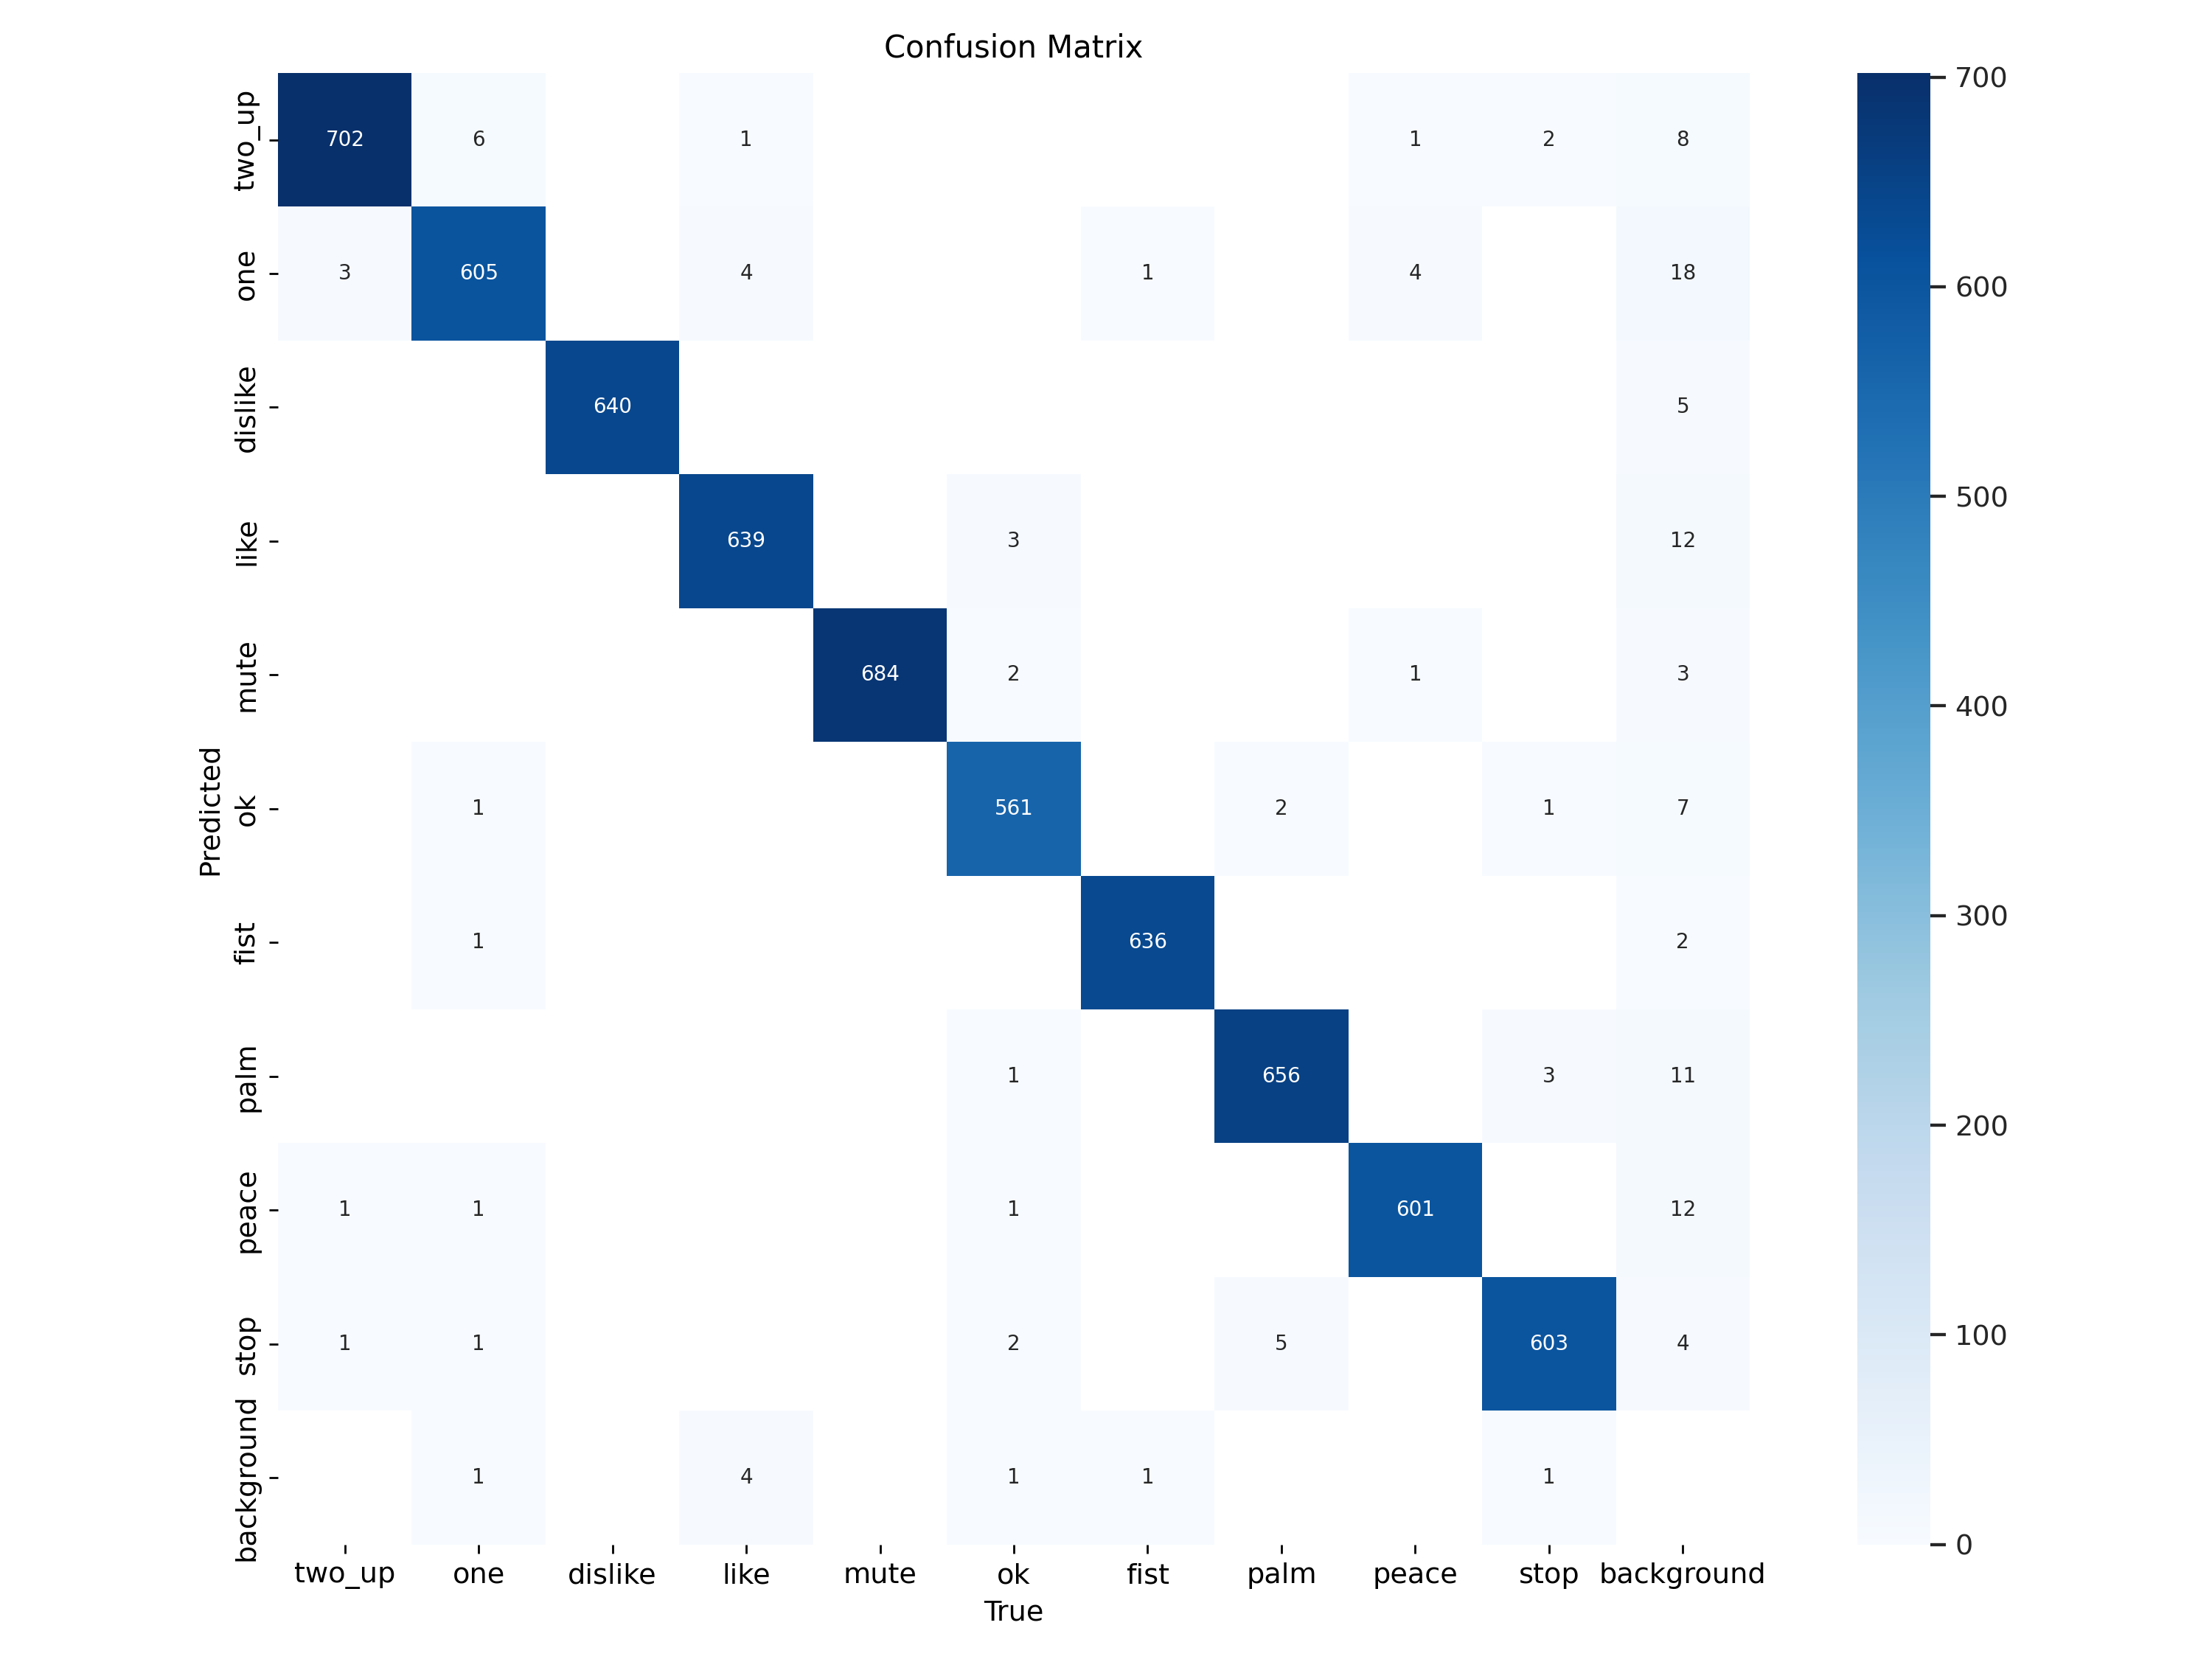 Confusion Matrix
two_up 702 6 1 1 2 8
one 3 605 4 1 4 18
dislike 640 5
like 639 3 12
mute 684 2 1 3
ok 1 561 2 1 7
fist 1 636 2
palm 1 656 3 11
peace 1 1 1 601 12
stop 1 1 2 5 603 4
background 1 4 1 1 1
Predicted
two_up one dislike like mute ok fist palm peace stop background
True
700
600
500
400
300
200
100
0